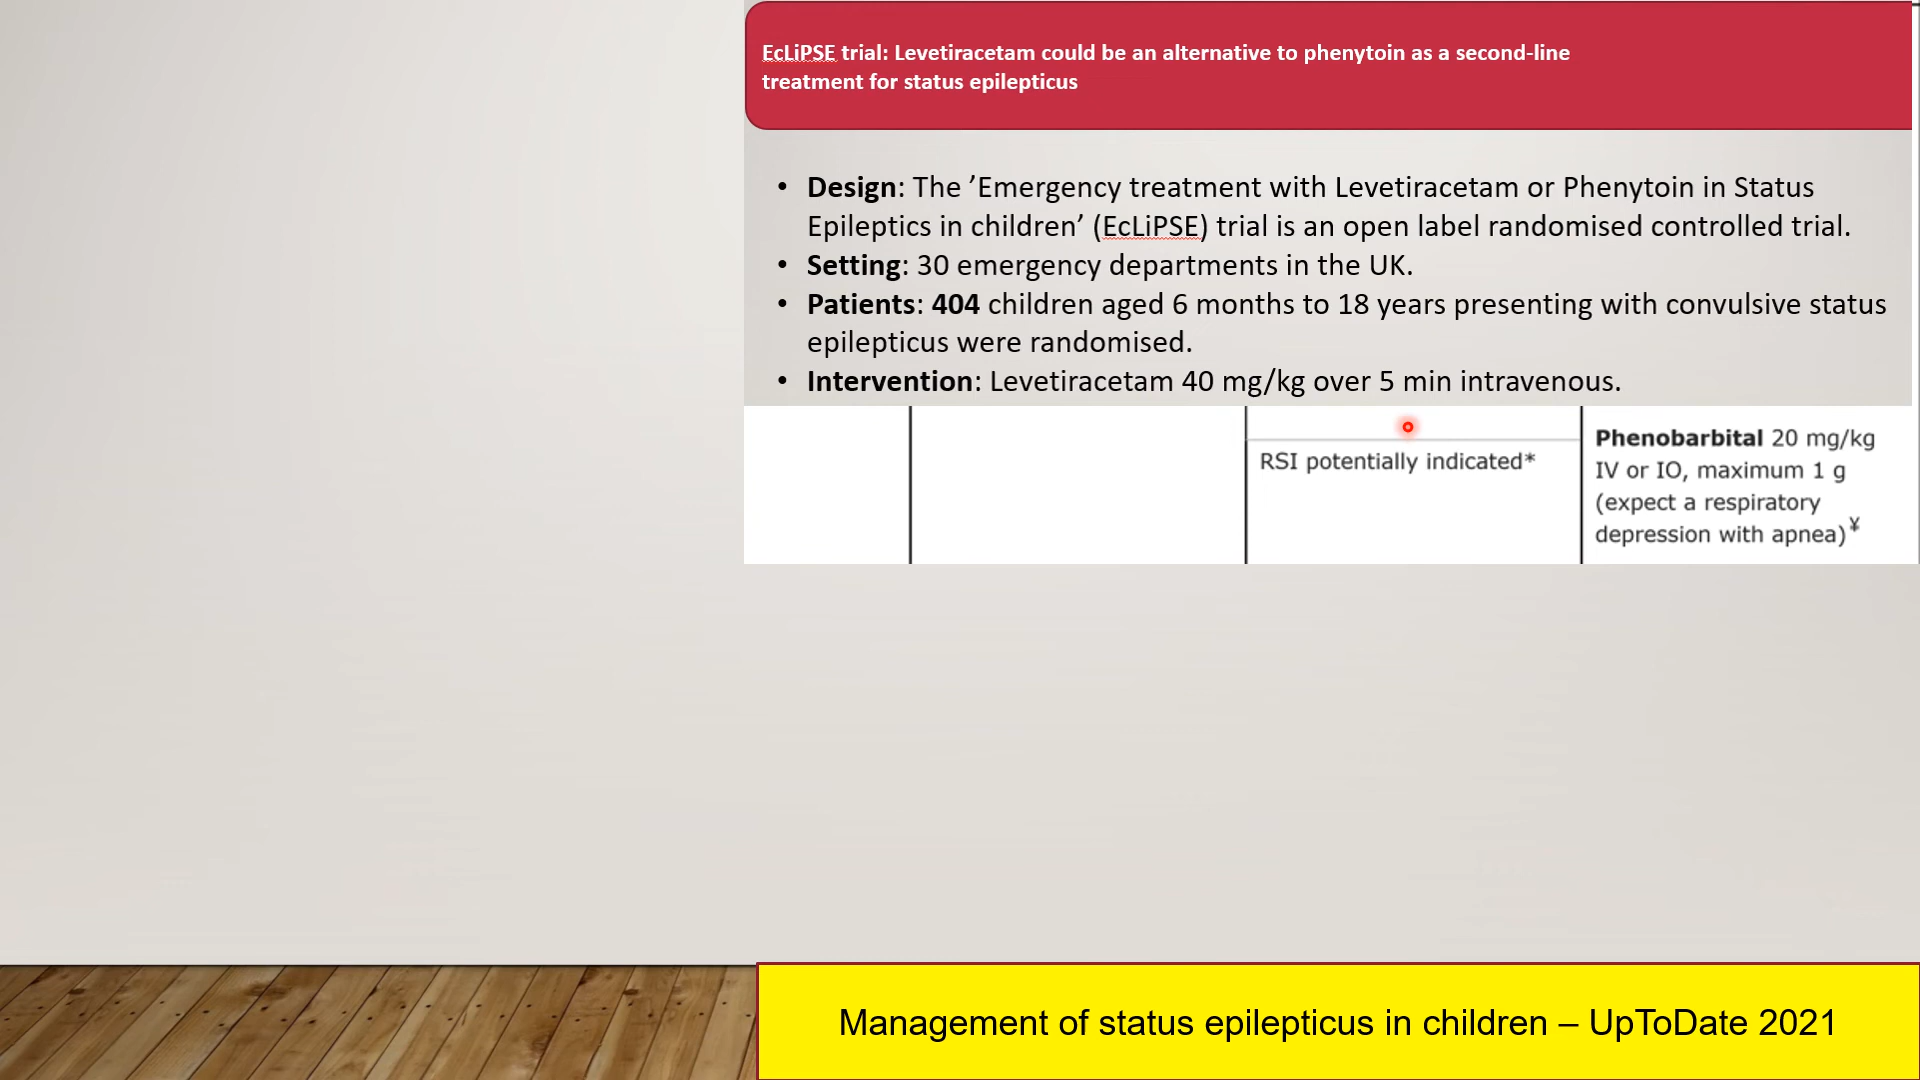 EcLiPSE trial: Levetiracetam could be an alternative to phenytoin as a second-line
treatment for status epilepticus
• Design: The ’Emergency treatment with Levetiracetam or Phenytoin in Status
Epileptics in children’ (EcLiPSE) trial is an open label randomised controlled trial.
• Setting: 30 emergency departments in the UK.
• Patients: 404 children aged 6 months to 18 years presenting with convulsive status
epilepticus were randomised.
• Intervention: Levetiracetam 40 mg/kg over 5 min intravenous.
RSI potentially indicated*
Phenobarbital 20 mg/kg
IV or IO, maximum 1 g
(expect a respiratory
depression with apnea)¥
Management of status epilepticus in children – UpToDate 2021